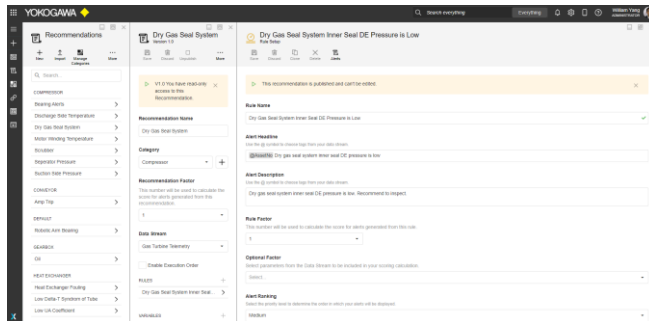 YOKOGAWA
Search everything
Everything
William Yang
Recommendations
New
Import
Manage Categories
More
Search...
COMPRESSOR
Bearing Alerts
Discharge Side Temperature
Dry Gas Seal System
Motor Winding Temperature
Scrubber
Seperator Pressure
Suction Side Pressure
CONVEYOR
Amp Trip
DEFAULT
Robotic Arm Bearing
GEARBOX
Oil
HEAT EXCHANGER
Heat Exchanger Fouling
Low Delta-T Syndrom of Tube
Low UA Coefficient
Dry Gas Seal System
Version 1.0
Save
Discard
Unpublish
More
V1.0 You have read-only
access to this
Recommendation.
Recommendation Name
Dry Gas Seal System
Category
Compressor
Recommendation Factor
This number will be used to calculate the
score for alerts generated from this
recommendation.
1
Data Stream
Gas Turbine Telemetry
Enable Execution Order
RULES
Dry Gas Seal System Inner Seal...
VARIABLES
Dry Gas Seal System Inner Seal DE Pressure is Low
Rule Setup
Save
Discard
Clone
Delete
Alerts
This recommendation is published and can't be edited.
Rule Name
Dry Gas Seal System Inner Seal DE Pressure is Low
Alert Headline
Use the @ symbol to choose tags from your data stream.
Dry gas seal system inner seal DE pressure is low
Alert Description
Use the @ symbol to choose tags from your data stream.
Dry gas seal system inner seal DE pressure is low. Recommend to inspect.
Rule Factor
This number will be used to calculate the score for alerts generated from this rule.
1
Optional Factor
Select parameters from the Data Stream to be included in your scoring calculation.
Select...
Alert Ranking
Select the priority level to determine the order in which your alerts will be displayed.
Medium